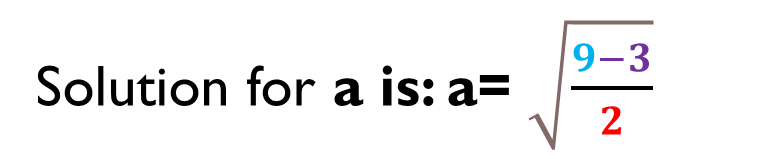 Solution for a is: a= √((9−3)/2)